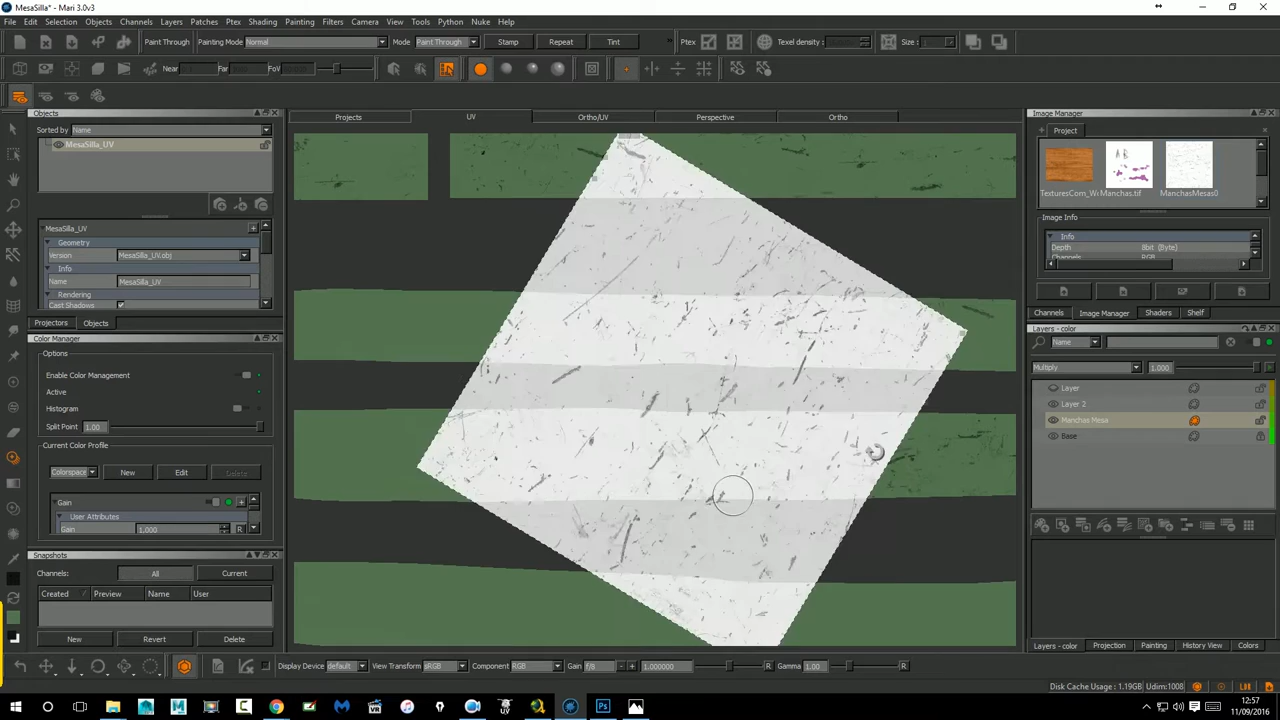 MesaSilla* - Mari 3.0v3
File Edit Selection Objects Channels Layers Patches Ptex Shading Painting Filters Camera View Tools Python Nuke Help
Paint Through Painting Mode Normal Mode Paint Through Stamp Repeat Tint Ptex Texel density: Size :
Near Far FoV
Objects
Sorted by Name
MesaSilla_UV
MesaSilla_UV
Geometry
Version MesaSilla_UV.obj
Info
Name MesaSilla_UV
Rendering
Cast Shadows
Projectors Objects
Color Manager
Options
Enable Color Management
Active
Histogram
Split Point 1.00
Current Color Profile
Colorspace New Edit Delete
Gain
User Attributes
Gain 1.000 R
Snapshots
Channels: All Current
Created Preview Name User
New Revert Delete
Projects UV Ortho/UV Perspective Ortho
Image Manager
Project
TexturesCom_W Manchas.tif ManchasMesas0
Image Info
Info
Depth 8bit (Byte)
Channels RGB
Channels Image Manager Shaders Shelf
Layers - color
Name
Multiply 1.000
Layer
Layer 2
Manchas Mesa
Base
Layers - color Projection Painting History View Colors
Display Device default View Transform sRGB Component RGB Gain f/8 - + 1.000000 R Gamma 1.00 R
Disk Cache Usage : 1.19GB Udim:1008
12:57
11/09/2016